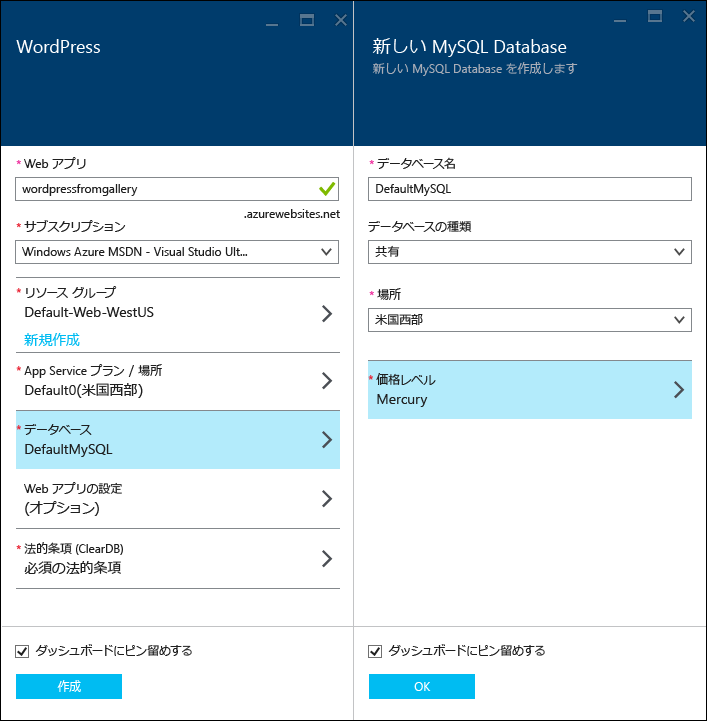 WordPress
* Web アプリ
wordpressfromgallery
.azurewebsites.net
* サブスクリプション
Windows Azure MSDN - Visual Studio Ult...
* リソース グループ
Default-Web-WestUS
新規作成
* App Service プラン / 場所
Default0(米国西部)
* データベース
DefaultMySQL
Web アプリの設定
(オプション)
* 法的条項 (ClearDB)
必須の法的条項
ダッシュボードにピン留めする
作成
新しい MySQL Database
新しい MySQL Database を作成します
* データベース名
DefaultMySQL
データベースの種類
共有
* 場所
米国西部
* 価格レベル
Mercury
ダッシュボードにピン留めする
OK